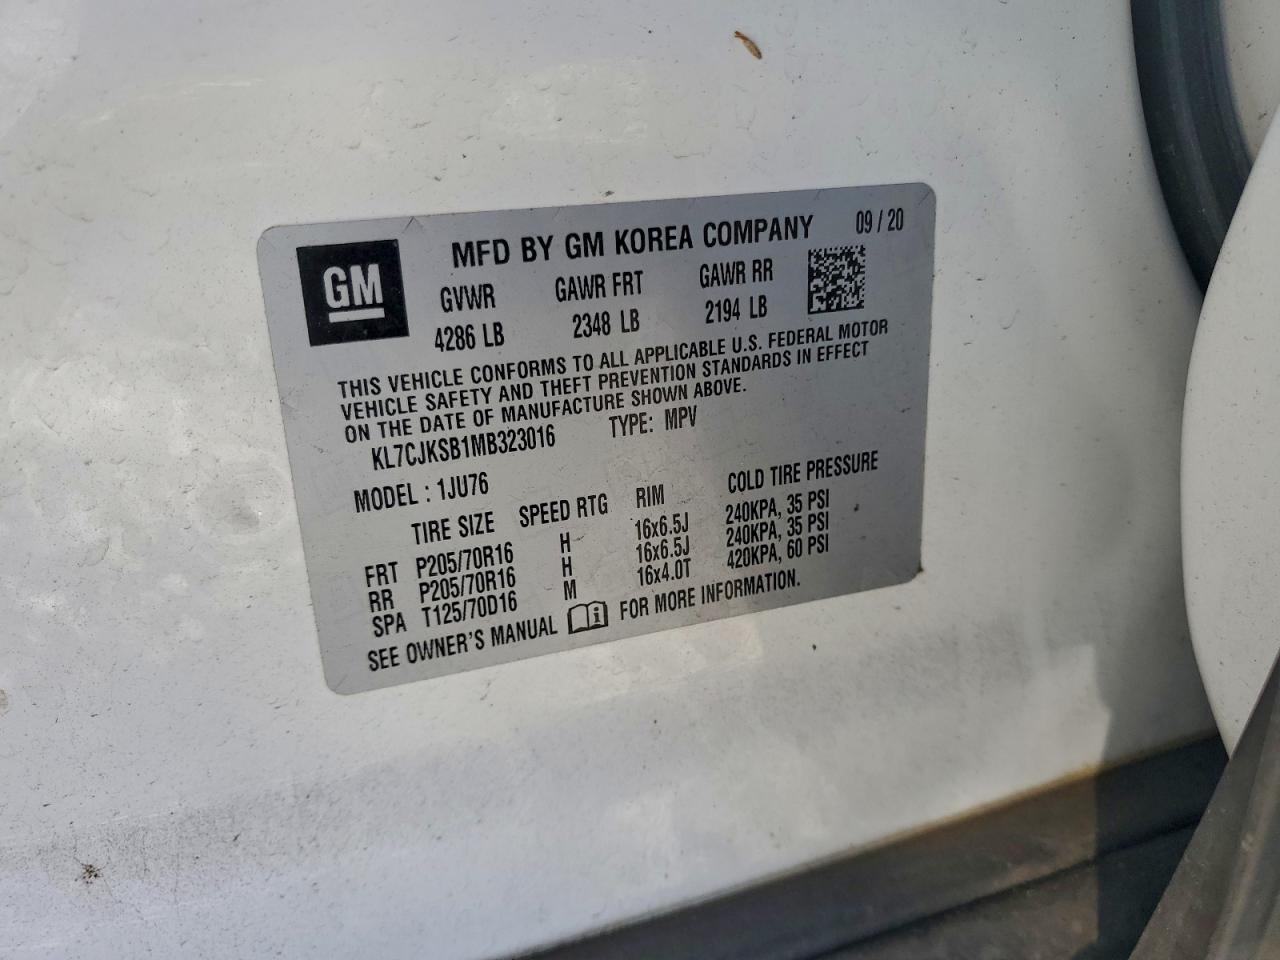 GM
MFD BY GM KOREA COMPANY 09 / 20
GVWR GAWR FRT GAWR RR
4286 LB 2348 LB 2194 LB
THIS VEHICLE CONFORMS TO ALL APPLICABLE U.S. FEDERAL MOTOR
VEHICLE SAFETY AND THEFT PREVENTION STANDARDS IN EFFECT
ON THE DATE OF MANUFACTURE SHOWN ABOVE.
KL7CJKSB1MB323016 TYPE: MPV
MODEL : 1JU76
TIRE SIZE SPEED RTG RIM COLD TIRE PRESSURE
FRT P205/70R16 H 16x6.5J 240KPA, 35 PSI
RR P205/70R16 H 16x6.5J 240KPA, 35 PSI
SPA T125/70D16 M 16x4.0T 420KPA, 60 PSI
SEE OWNER'S MANUAL FOR MORE INFORMATION.